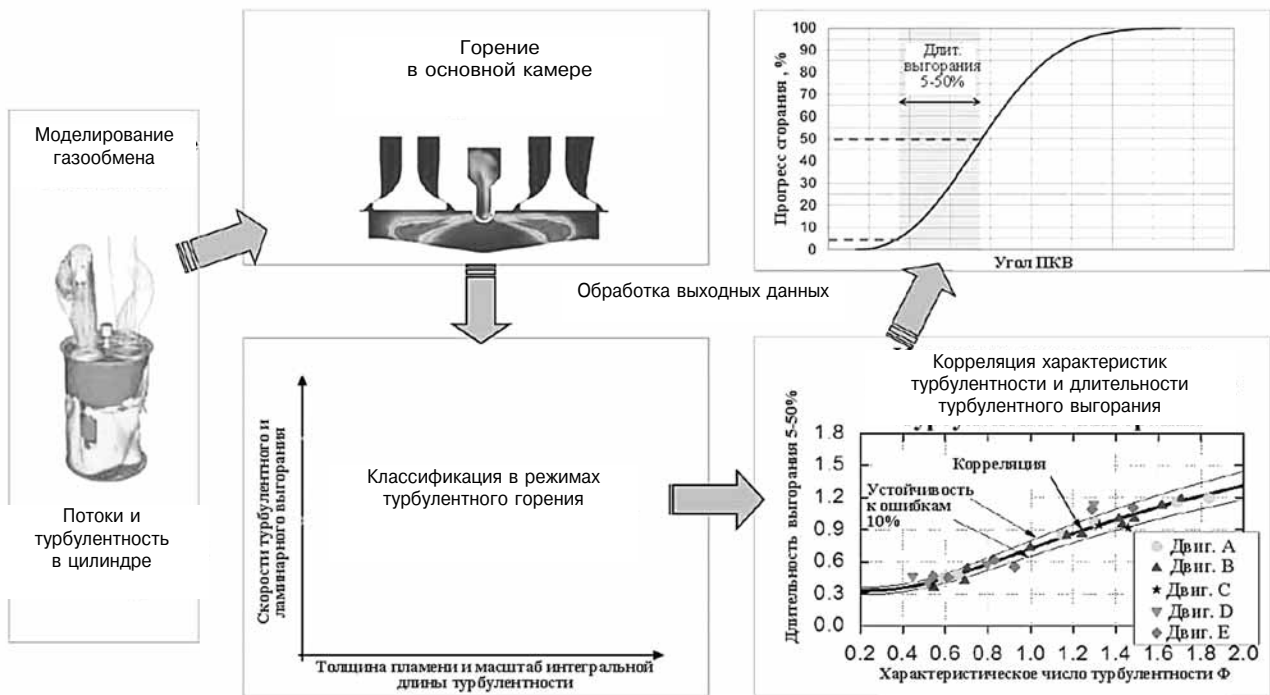 Моделирование
газообмена
Потоки и
турбулентность
в цилиндре
Горение
в основной камере
Обработка выходных данных
Скорости турбулентного и
ламинарного выгорания
Классификация в режимах
турбулентного горения
Толщина пламени и масштаб интегральной
длины турбулентности
Прогресс сгорания , %
100
90
80
70
60
50
40
30
20
10
0
Длит.
выгорания
5-50%
Угол ПКВ
Корреляция характеристик
турбулентности и длительности
турбулентного выгорания
Длительность выгорания 5-50%
1.8
1.5
1.2
0.9
0.6
0.3
0.0
Корреляция
Устойчивость
к ошибкам
10%
Двиг. A
Двиг. B
Двиг. C
Двиг. D
Двиг. E
0.2 0.4 0.6 0.8 1.0 1.2 1.4 1.6 1.8 2.0
Характеристическое число турбулентности Ф